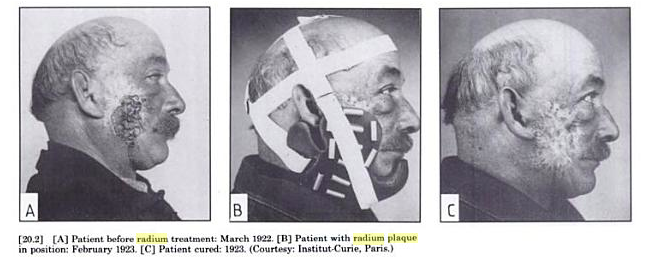 A
B
C
[20.2] [A] Patient before radium treatment: March 1922. [B] Patient with radium plaque
in position: February 1923. [C] Patient cured: 1923. (Courtesy: Institut-Curie, Paris.)